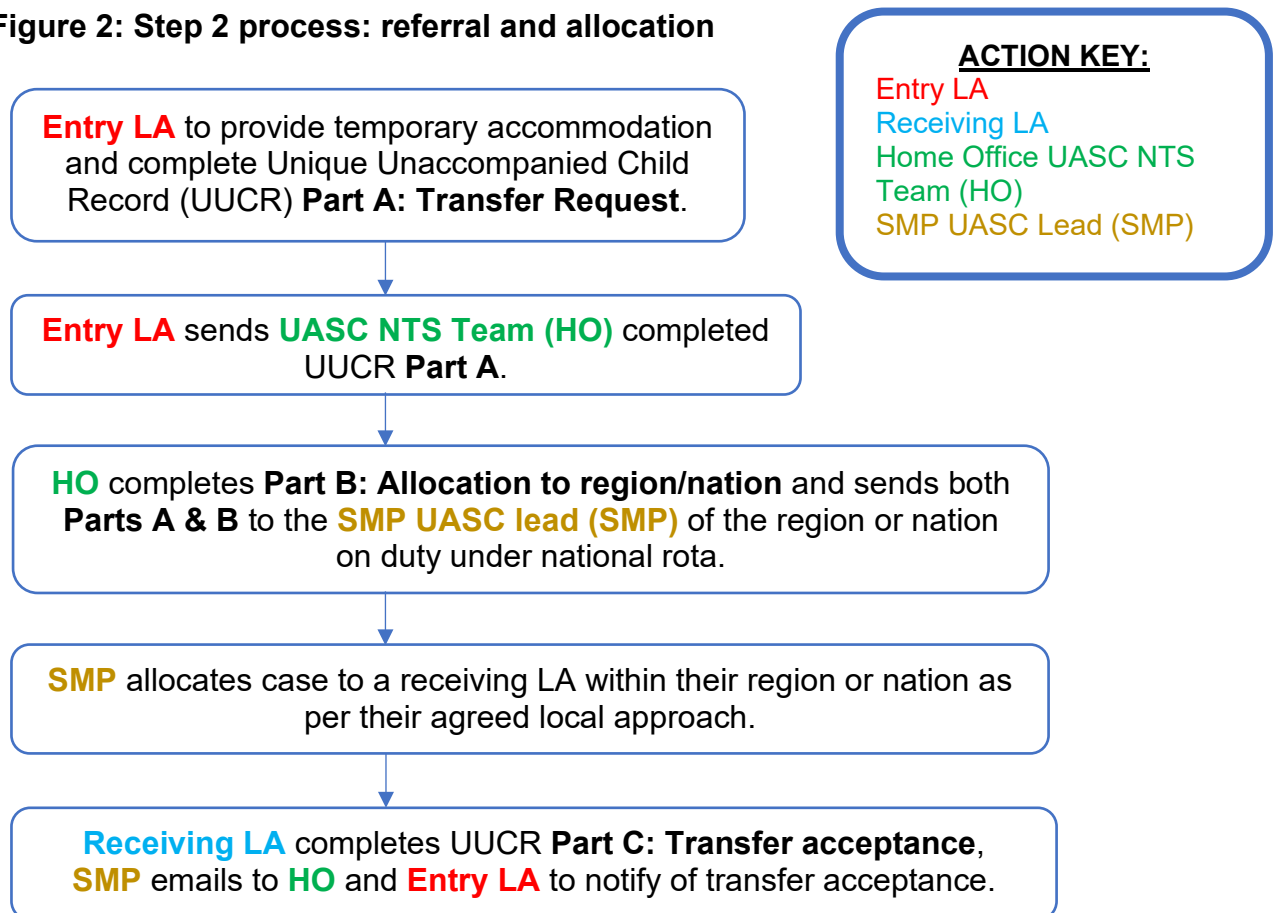 Figure 2: Step 2 process: referral and allocation
ACTION KEY:
Entry LA
Receiving LA
Home Office UASC NTS
Team (HO)
SMP UASC Lead (SMP)
Entry LA to provide temporary accommodation
and complete Unique Unaccompanied Child
Record (UUCR) Part A: Transfer Request.
Entry LA sends UASC NTS Team (HO) completed
UUCR Part A.
HO completes Part B: Allocation to region/nation and sends both
Parts A & B to the SMP UASC lead (SMP) of the region or nation
on duty under national rota.
SMP allocates case to a receiving LA within their region or nation as
per their agreed local approach.
Receiving LA completes UUCR Part C: Transfer acceptance,
SMP emails to HO and Entry LA to notify of transfer acceptance.